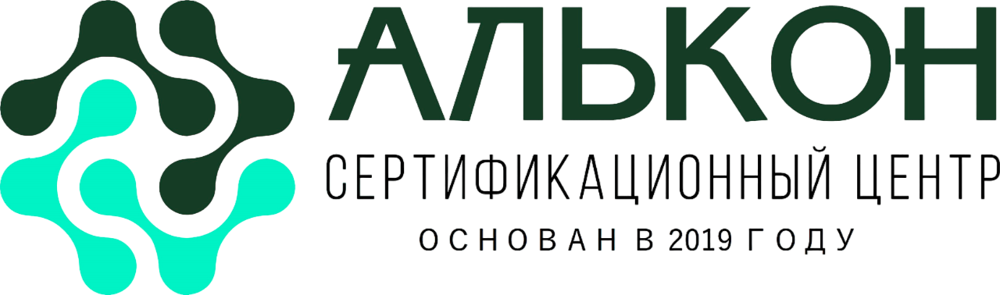 АЛЬКОН
СЕРТИФИКАЦИОННЫЙ ЦЕНТР
ОСНОВАН В 2019 ГОДУ